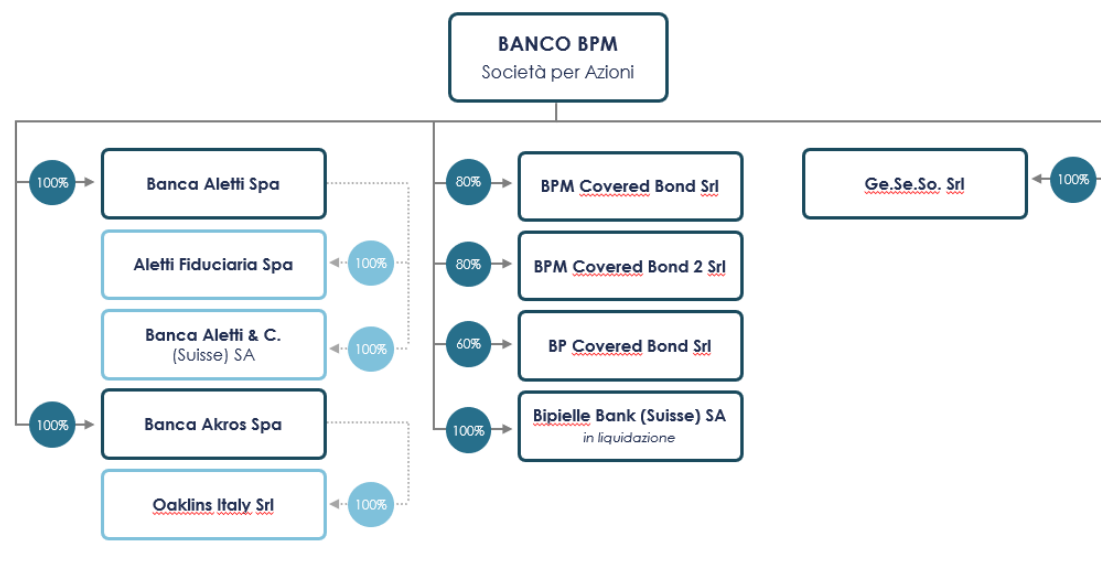 BANCO BPM
Società per Azioni
100%
Banca Aletti Spa
Aletti Fiduciaria Spa
100%
Banca Aletti & C.
(Suisse) SA
100%
100%
Banca Akros Spa
Oaklins Italy Srl
100%
80%
BPM Covered Bond Srl
80%
BPM Covered Bond 2 Srl
60%
BP Covered Bond Srl
100%
Bipielle Bank (Suisse) SA
in liquidazione
Ge.Se.So. Srl
100%